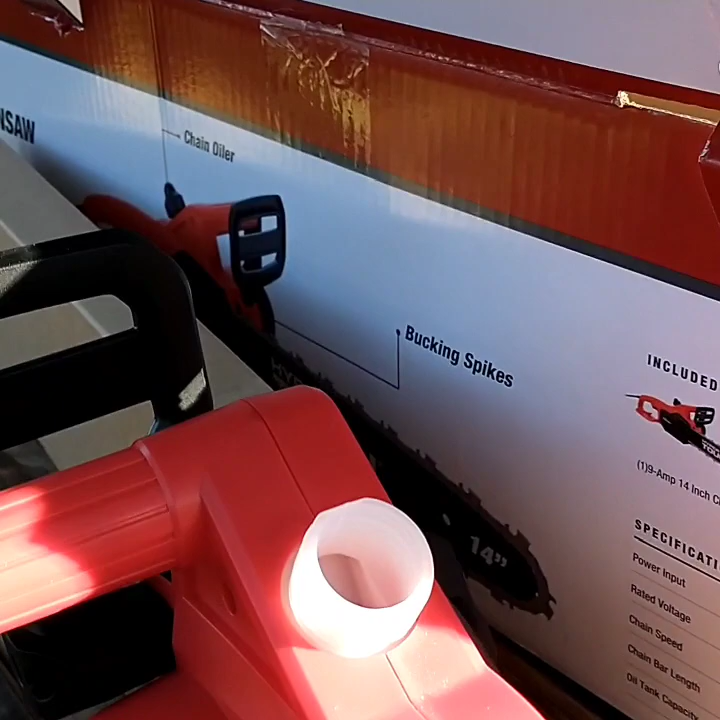 NSAW
Chain Oiler
Bucking Spikes
14"
INCLUDED
(1)9-Amp 14 Inch C
SPECIFICATI
Power Input
Rated Voltage
Chain Speed
Chain Bar Length
Oil Tank Capacity